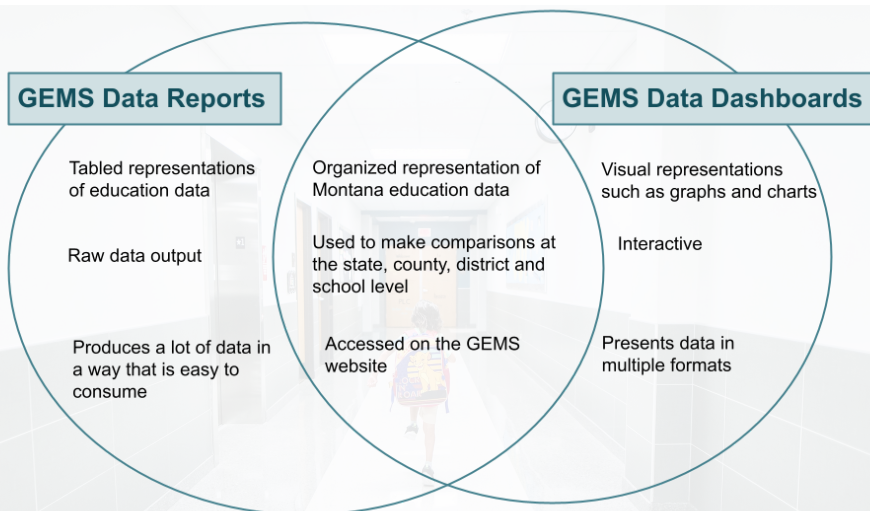 GEMS Data Reports
GEMS Data Dashboards
Tabled representations
of education data
Raw data output
Produces a lot of data in
a way that is easy to
consume
Organized representation of
Montana education data
Used to make comparisons at
the state, county, district and
school level
Accessed on the GEMS
website
Visual representations
such as graphs and charts
Interactive
Presents data in
multiple formats